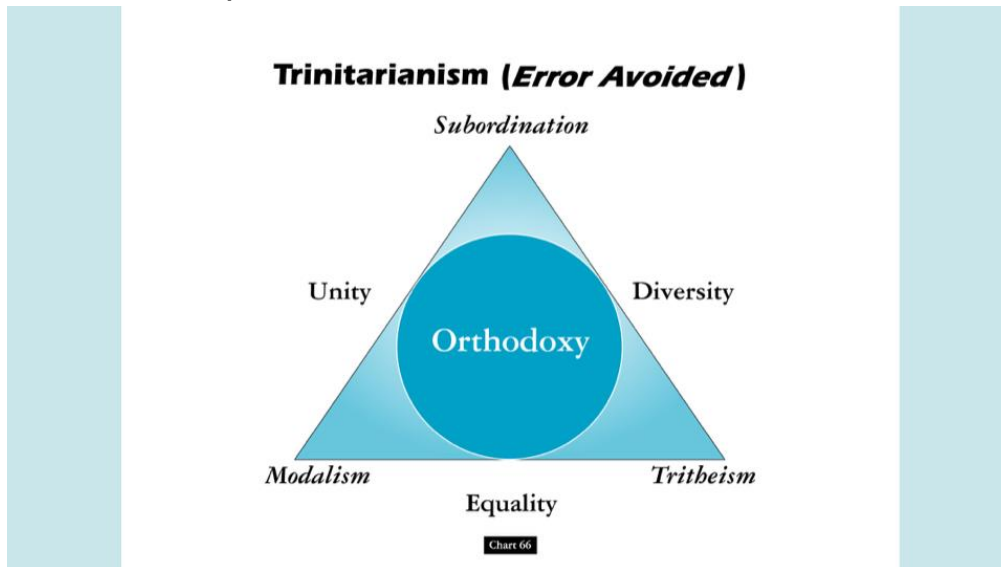 Trinitarianism (Error Avoided)
Subordination
Unity
Diversity
Orthodoxy
Modalism
Tritheism
Equality
Chart 66